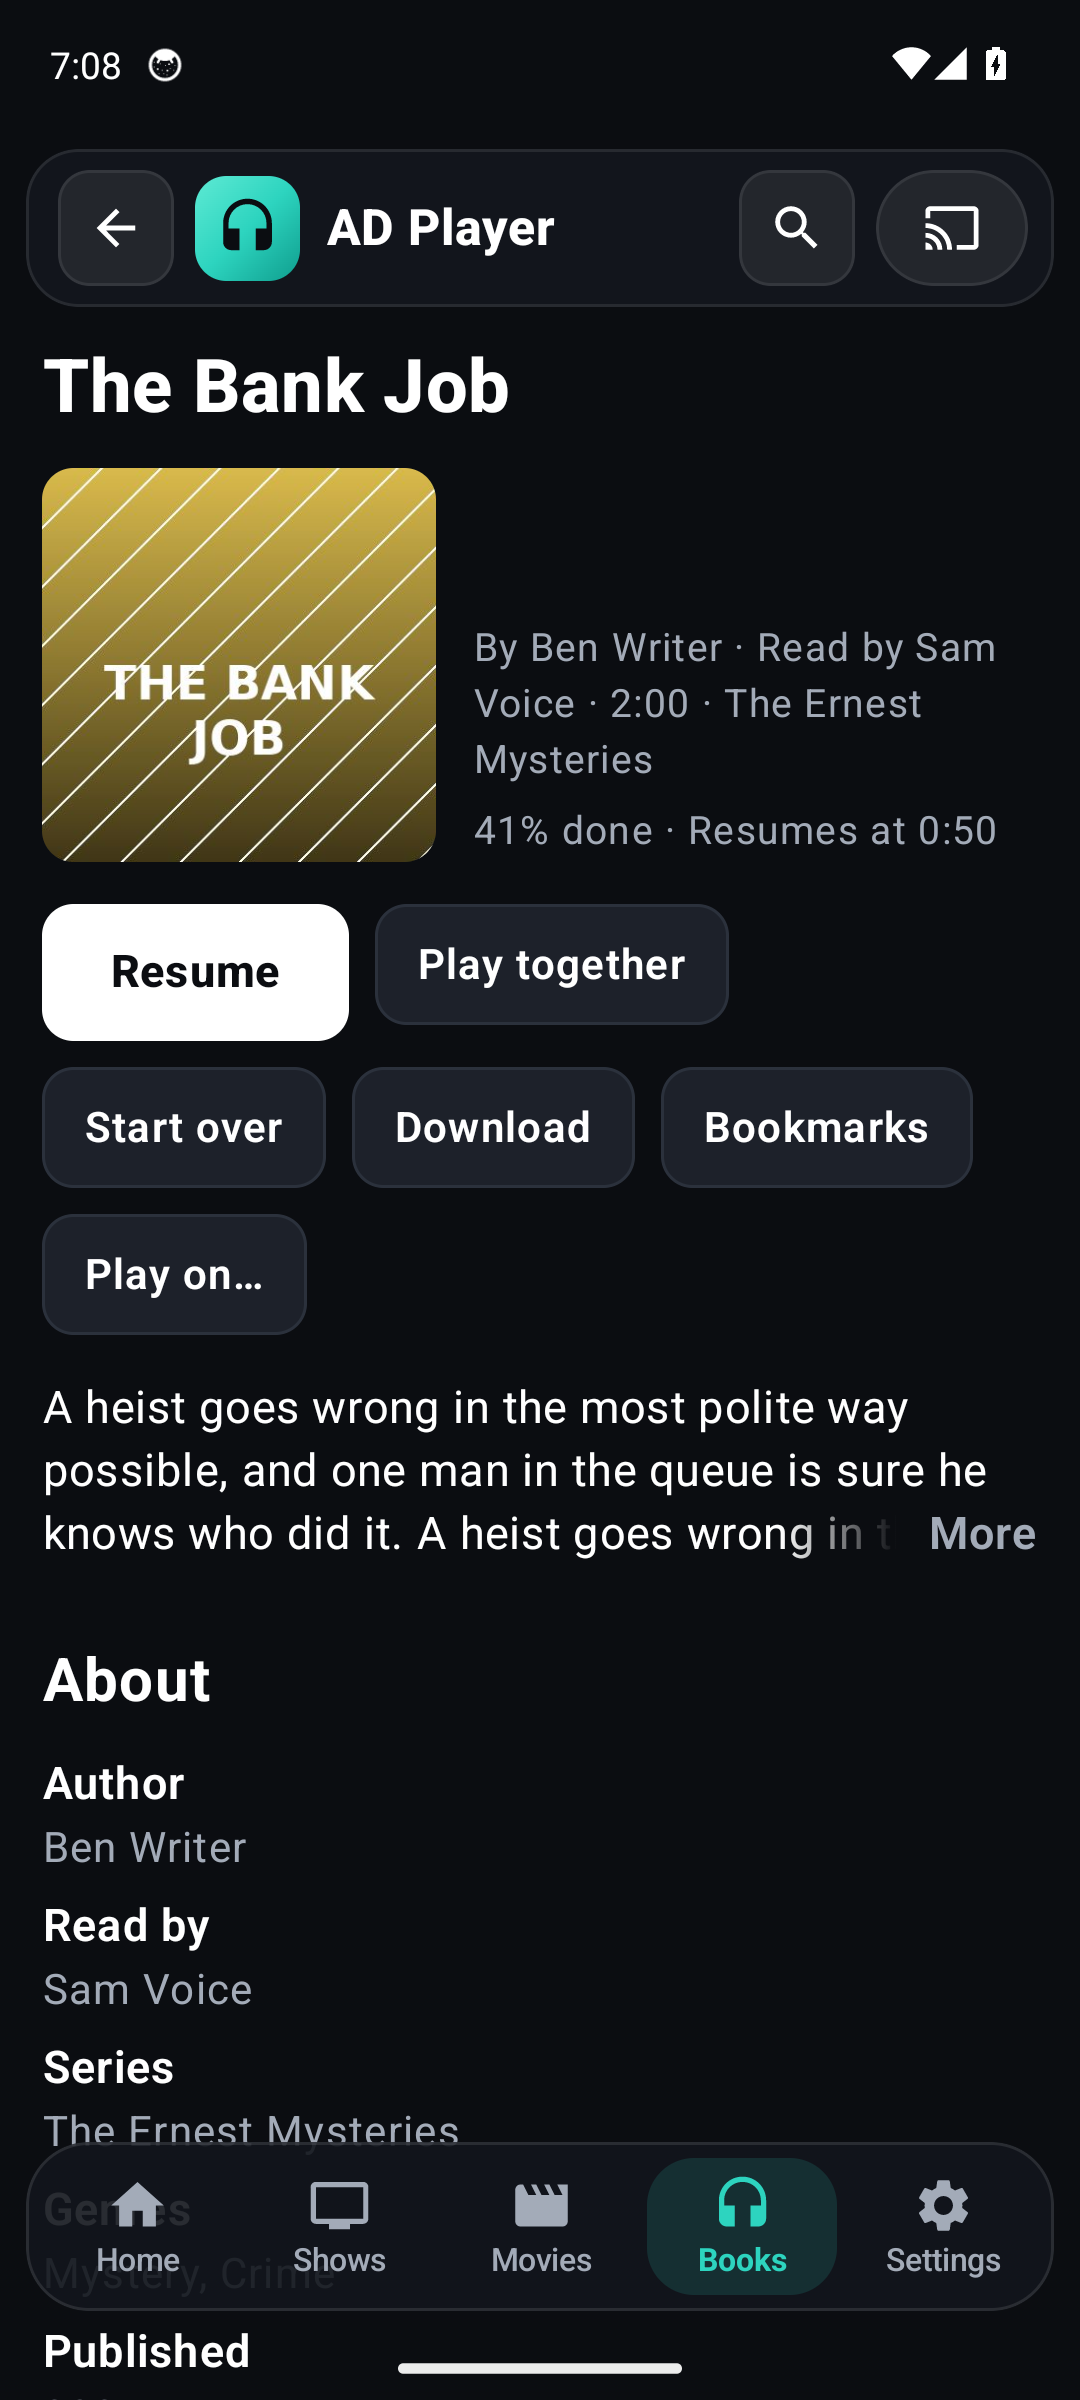 7:08
AD Player
The Bank Job
THE BANK
JOB
By Ben Writer · Read by Sam
Voice · 2:00 · The Ernest
Mysteries
41% done · Resumes at 0:50
Resume
Play together
Start over
Download
Bookmarks
Play on…
A heist goes wrong in the most polite way
possible, and one man in the queue is sure he
knows who did it. A heist goes wrong in t
More
About
Author
Ben Writer
Read by
Sam Voice
Series
The Ernest Mysteries
Genres
Mystery, Crime
Home
Shows
Movies
Books
Settings
Published